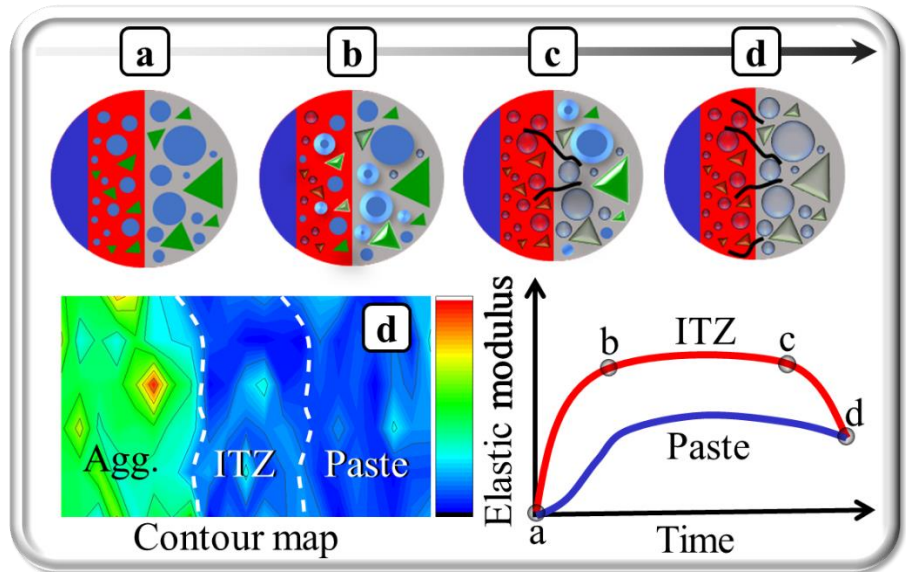 a b c d
d
Agg. ITZ Paste
Contour map
Elastic modulus
b ITZ c
d
Paste
a
Time